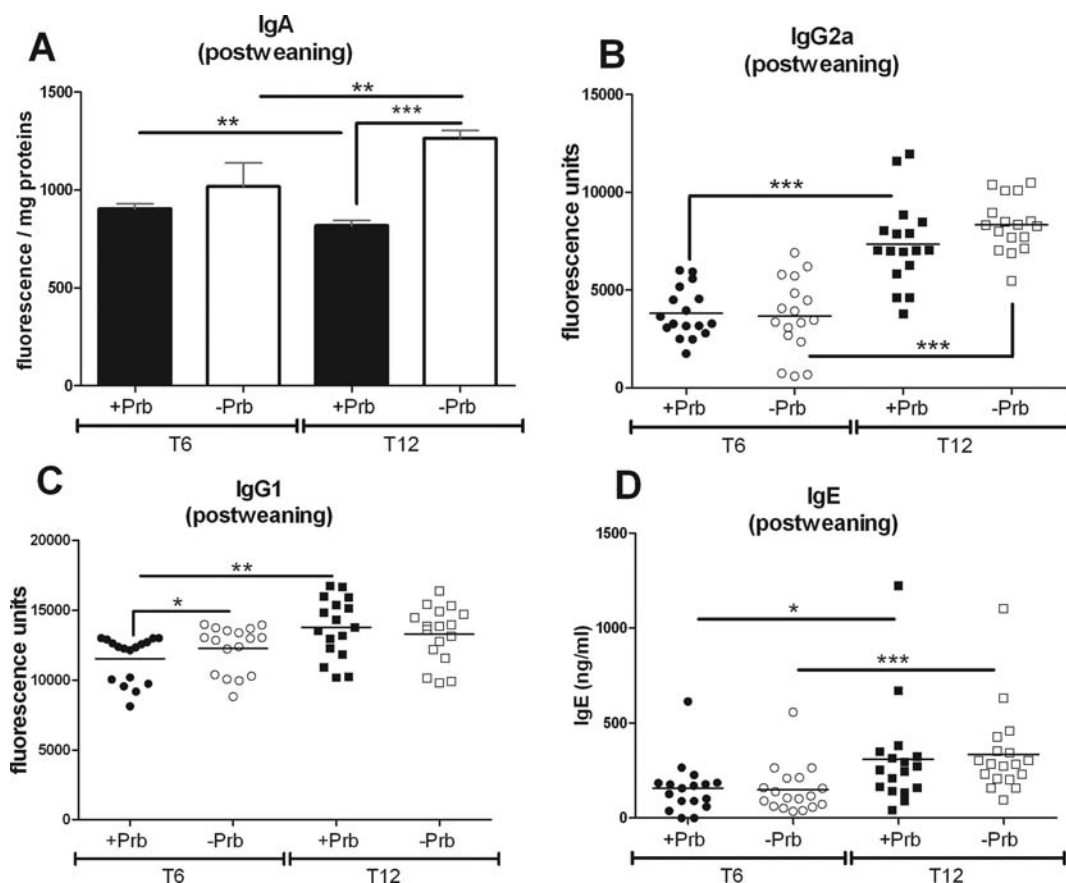 A
IgA
(postweaning)
fluorescence / mg proteins
1500
1000
500
0
**
**
***
+Prb
-Prb
+Prb
-Prb
T6
T12
B
IgG2a
(postweaning)
fluorescence units
15000
10000
5000
0
***
***
+Prb
-Prb
+Prb
-Prb
T6
T12
C
IgG1
(postweaning)
fluorescence units
20000
15000
10000
5000
0
**
*
+Prb
-Prb
+Prb
-Prb
T6
T12
D
IgE
(postweaning)
IgE (ng/ml)
1500
1000
500
0
*
***
+Prb
-Prb
+Prb
-Prb
T6
T12